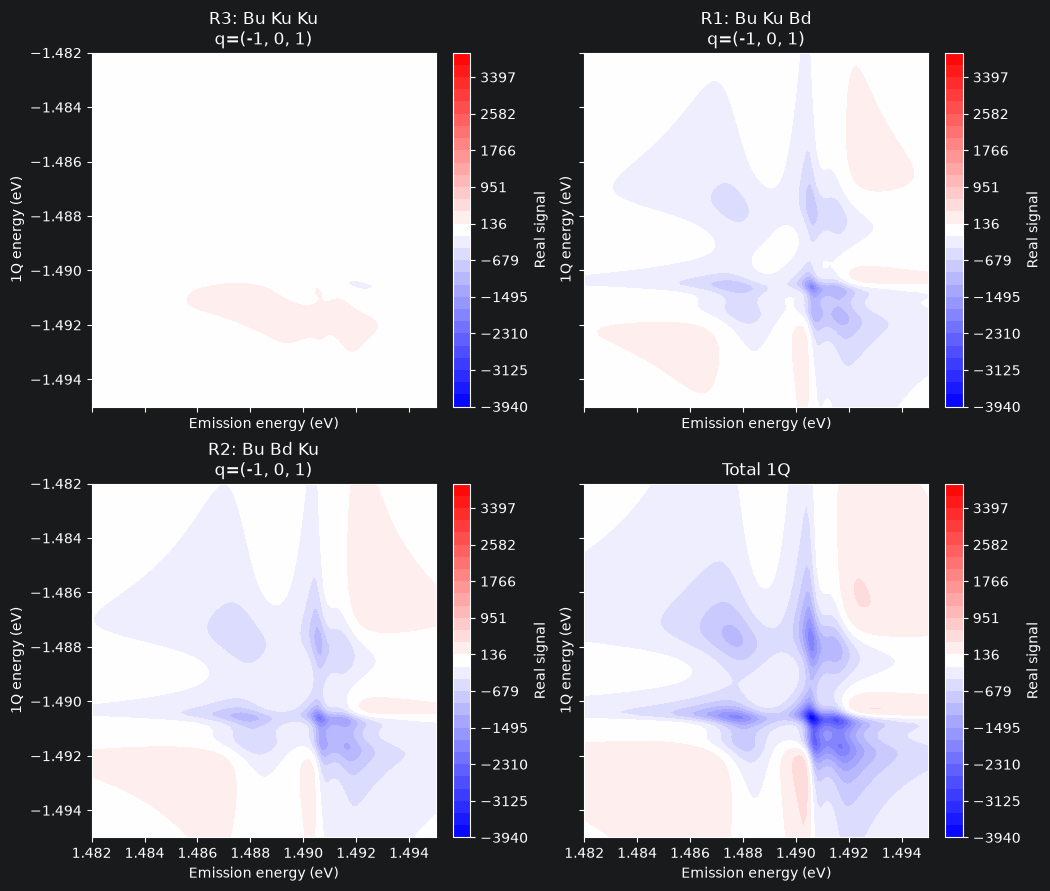 R3: Bu Ku Ku
q=(-1, 0, 1)
−1.482
−1.484
−1.486
−1.488
−1.490
−1.492
−1.494
1Q energy (eV)
Emission energy (eV)
3397
2582
1766
951
136
−679
−1495
−2310
−3125
−3940
Real signal
R1: Bu Ku Bd
q=(-1, 0, 1)
1Q energy (eV)
Emission energy (eV)
3397
2582
1766
951
136
−679
−1495
−2310
−3125
−3940
Real signal
R2: Bu Bd Ku
q=(-1, 0, 1)
−1.482
−1.484
−1.486
−1.488
−1.490
−1.492
−1.494
1Q energy (eV)
1.482 1.484 1.486 1.488 1.490 1.492 1.494
Emission energy (eV)
3397
2582
1766
951
136
−679
−1495
−2310
−3125
−3940
Real signal
Total 1Q
1Q energy (eV)
1.482 1.484 1.486 1.488 1.490 1.492 1.494
Emission energy (eV)
3397
2582
1766
951
136
−679
−1495
−2310
−3125
−3940
Real signal